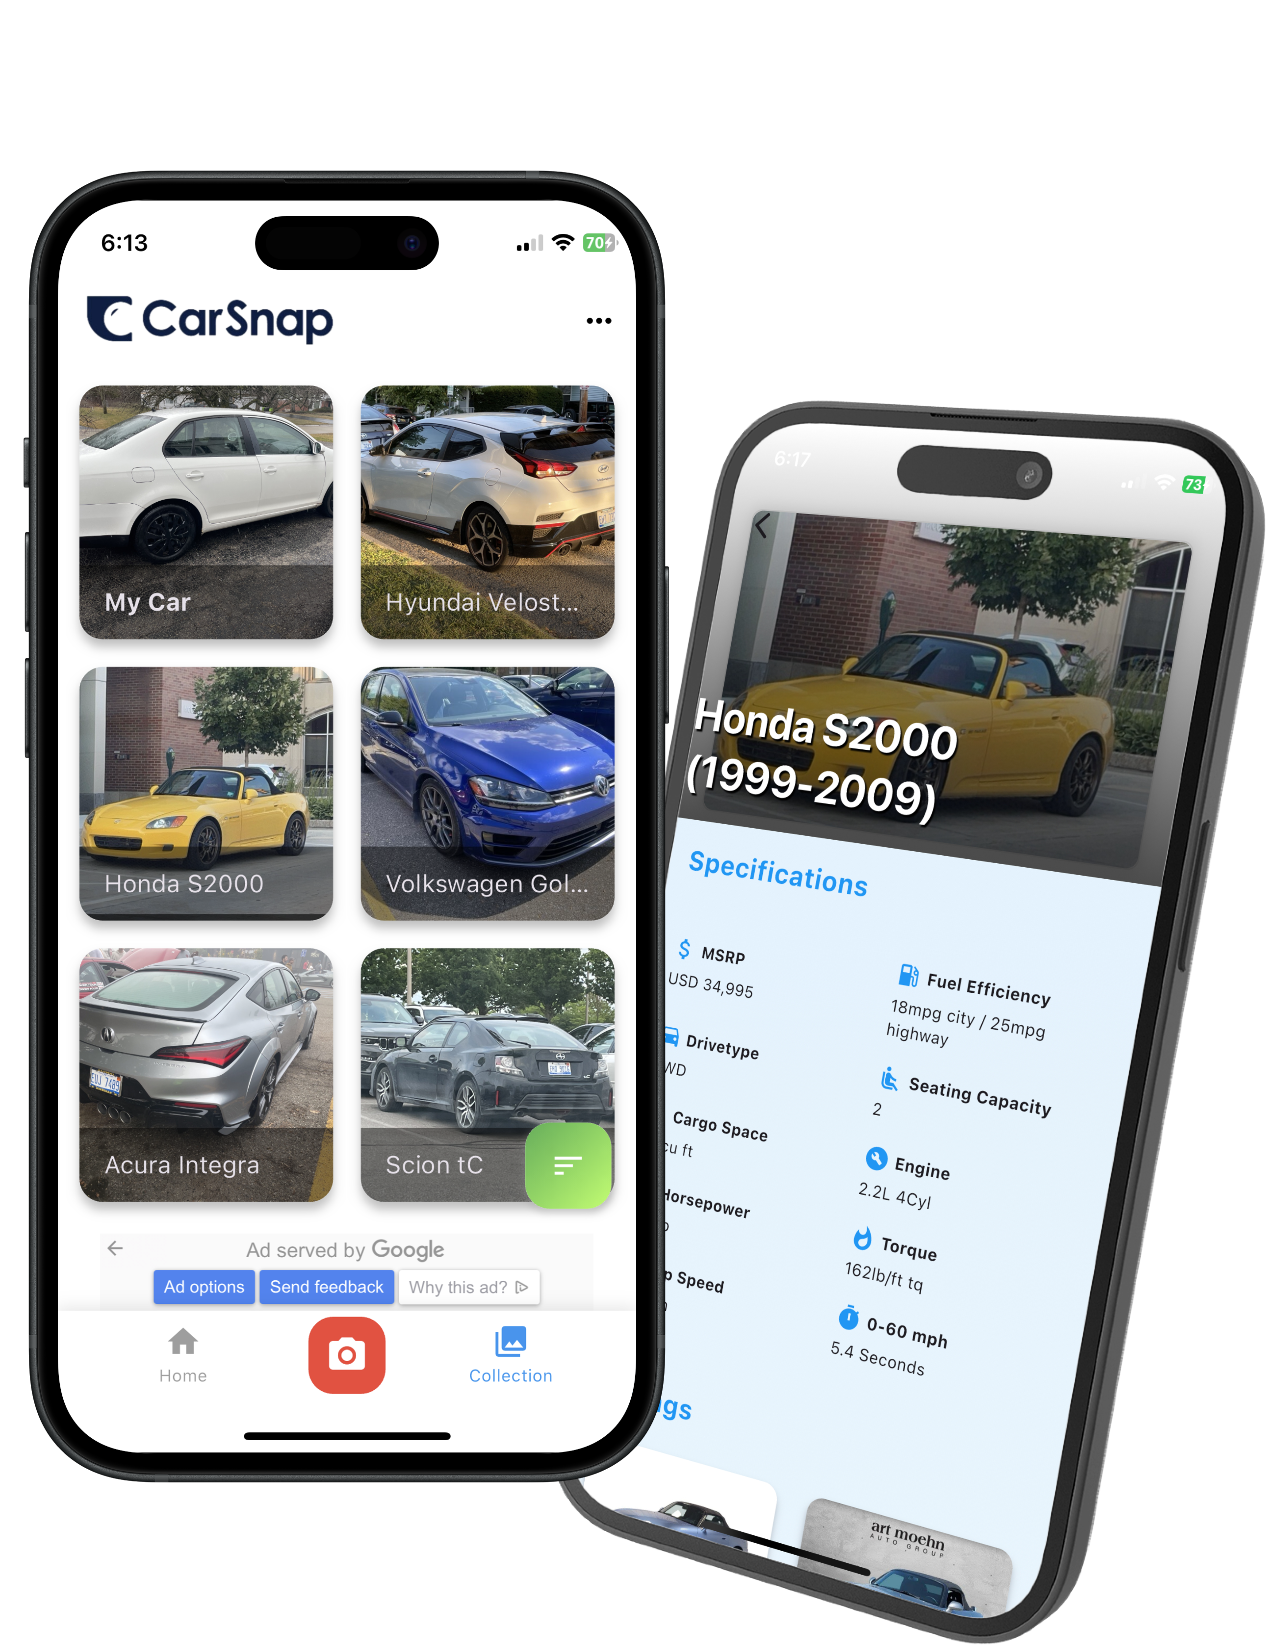 6:13
70
CarSnap
My Car
Hyundai Velost...
Honda S2000
Volkswagen Gol...
Acura Integra
Scion tC
Ad served by Google
Ad options
Send feedback
Why this ad?
Home
Collection
6:17
73
Honda S2000
(1999-2009)
Specifications
MSRP
USD 34,995
Fuel Efficiency
18mpg city / 25mpg
highway
Drivetype
WD
Seating Capacity
2
Cargo Space
cu ft
Engine
2.2L 4Cyl
Horsepower
Torque
162lb/ft tq
p Speed
0-60 mph
5.4 Seconds
gs
art moehn
AUTO GROUP